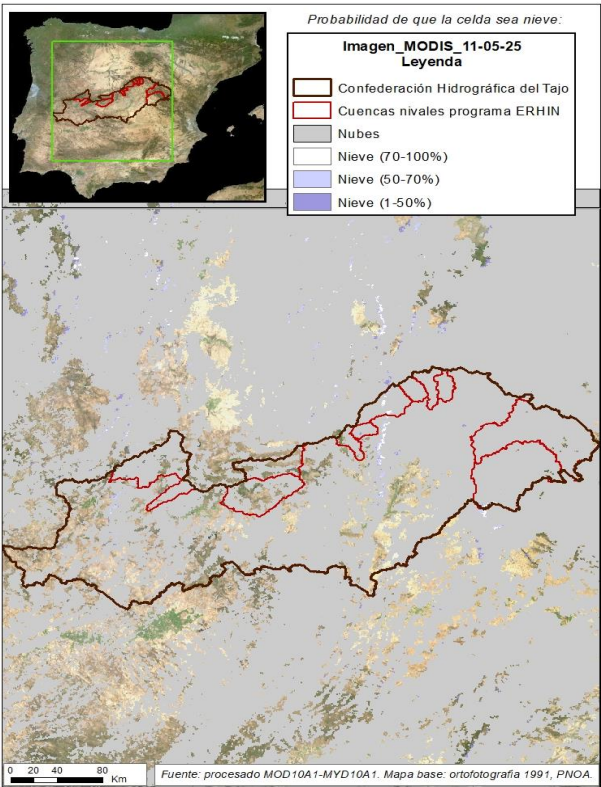 Probabilidad de que la celda sea nieve:
Imagen_MODIS_11-05-25
Leyenda
Confederación Hidrográfica del Tajo
Cuencas nivales programa ERHIN
Nubes
Nieve (70-100%)
Nieve (50-70%)
Nieve (1-50%)
0 20 40 80
Km
Fuente: procesado MOD10A1-MYD10A1. Mapa base: ortofotografía 1991, PNOA.